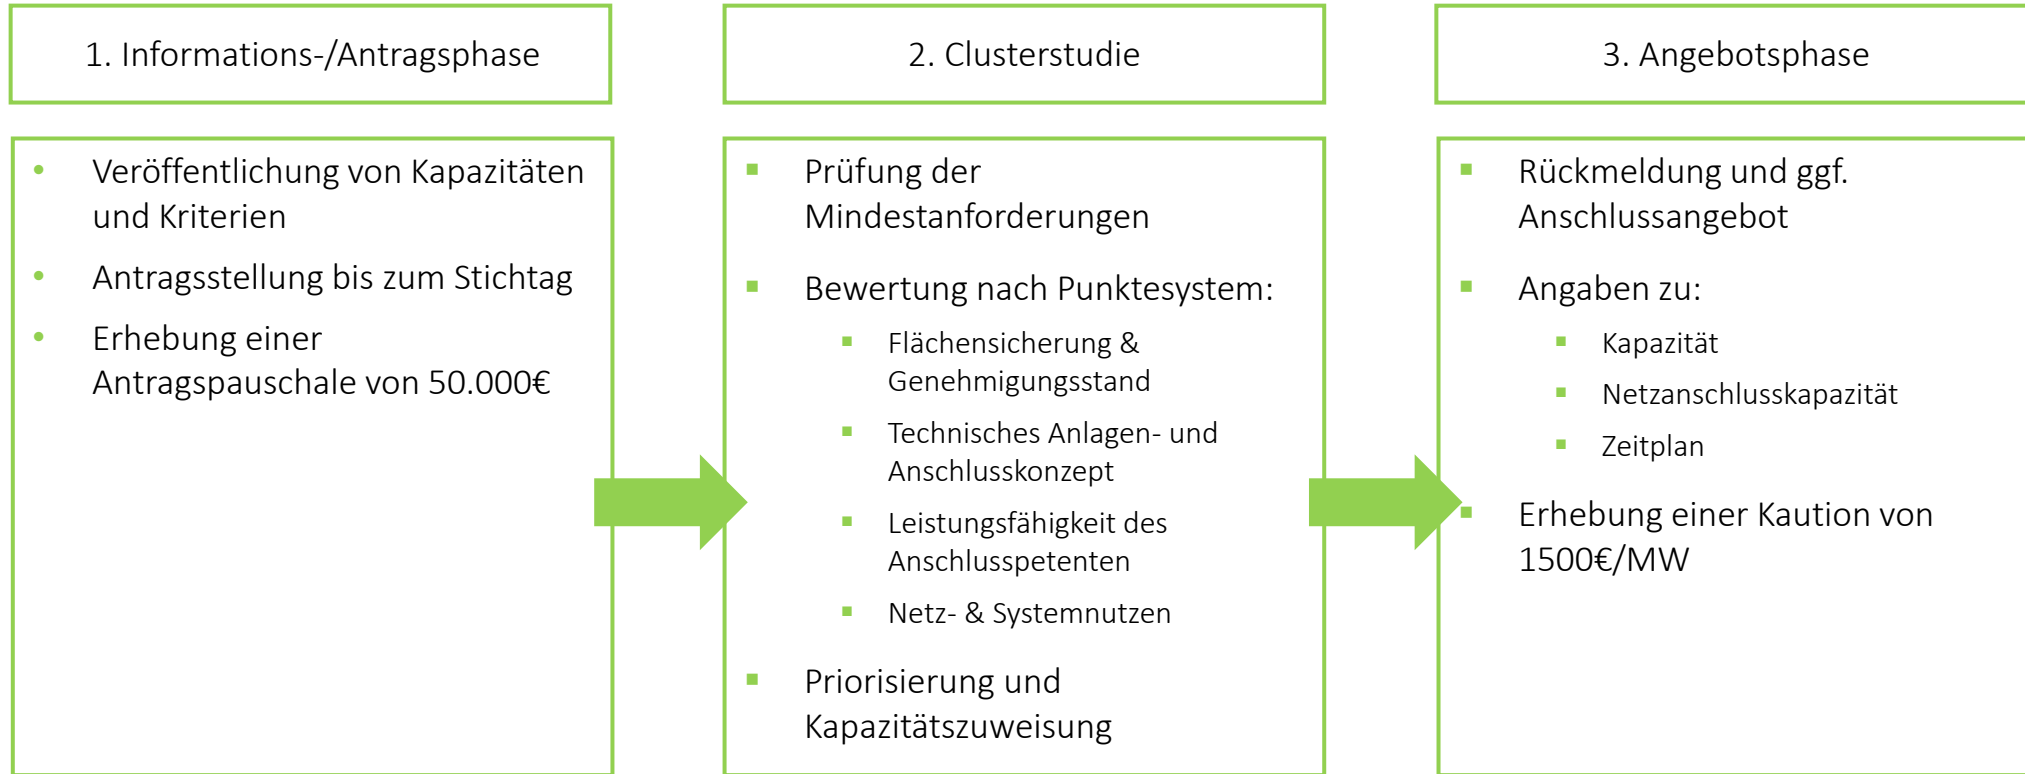 1. Informations-/Antragsphase
• Veröffentlichung von Kapazitäten
und Kriterien
• Antragsstellung bis zum Stichtag
• Erhebung einer
Antragspauschale von 50.000€
2. Clusterstudie
▪ Prüfung der
Mindestanforderungen
▪ Bewertung nach Punktesystem:
▪ Flächensicherung &
Genehmigungsstand
▪ Technisches Anlagen- und
Anschlusskonzept
▪ Leistungsfähigkeit des
Anschlusspetenten
▪ Netz- & Systemnutzen
▪ Priorisierung und
Kapazitätszuweisung
3. Angebotsphase
▪ Rückmeldung und ggf.
Anschlussangebot
▪ Angaben zu:
▪ Kapazität
▪ Netzanschlusskapazität
▪ Zeitplan
▪ Erhebung einer Kaution von
1500€/MW